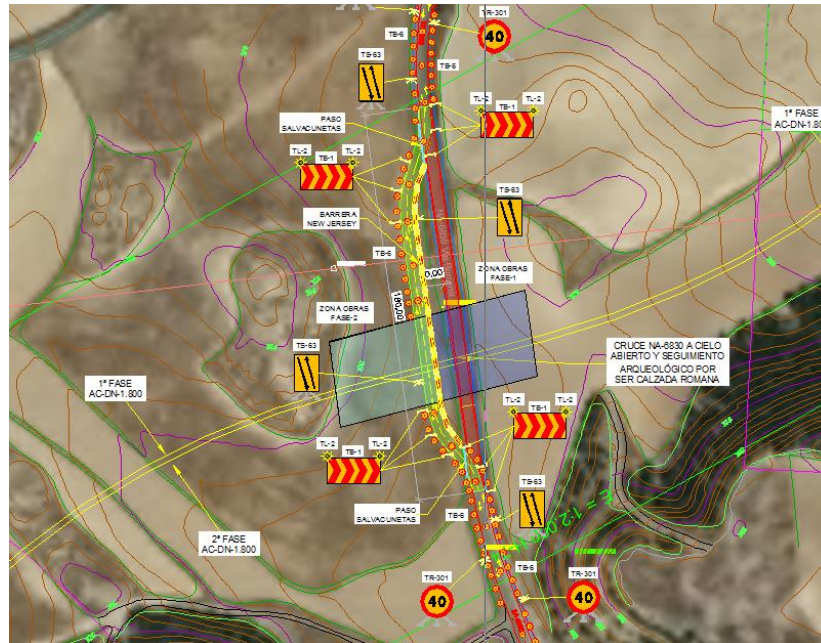 TR-301
TB-6
40
TS-63
TB-6
TL-2
TL-2
TB-1
1ª FASE
PASO
SALVACUNETAS
TL-2
TL-2
TB-1
TS-63
BARRERA
NEW JERSEY
TB-6
0,00
ZONA OBRAS
FASE-1
180,00
ZONA OBRAS
FASE-2
TS-63
CRUCE NA-6830 A CIELO
ABIERTO Y SEGUIMIENTO
ARQUEOLÓGICO POR
SER CALZADA ROMANA
1ª FASE
AC-DN-1.800
TL-2
TL-2
TB-1
TL-2
TL-2
TB-1
TS-63
PASO
SALVACUNETAS
TB-6
2ª FASE
AC-DN-1.800
TB-6
TR-301
TR-301
40
40